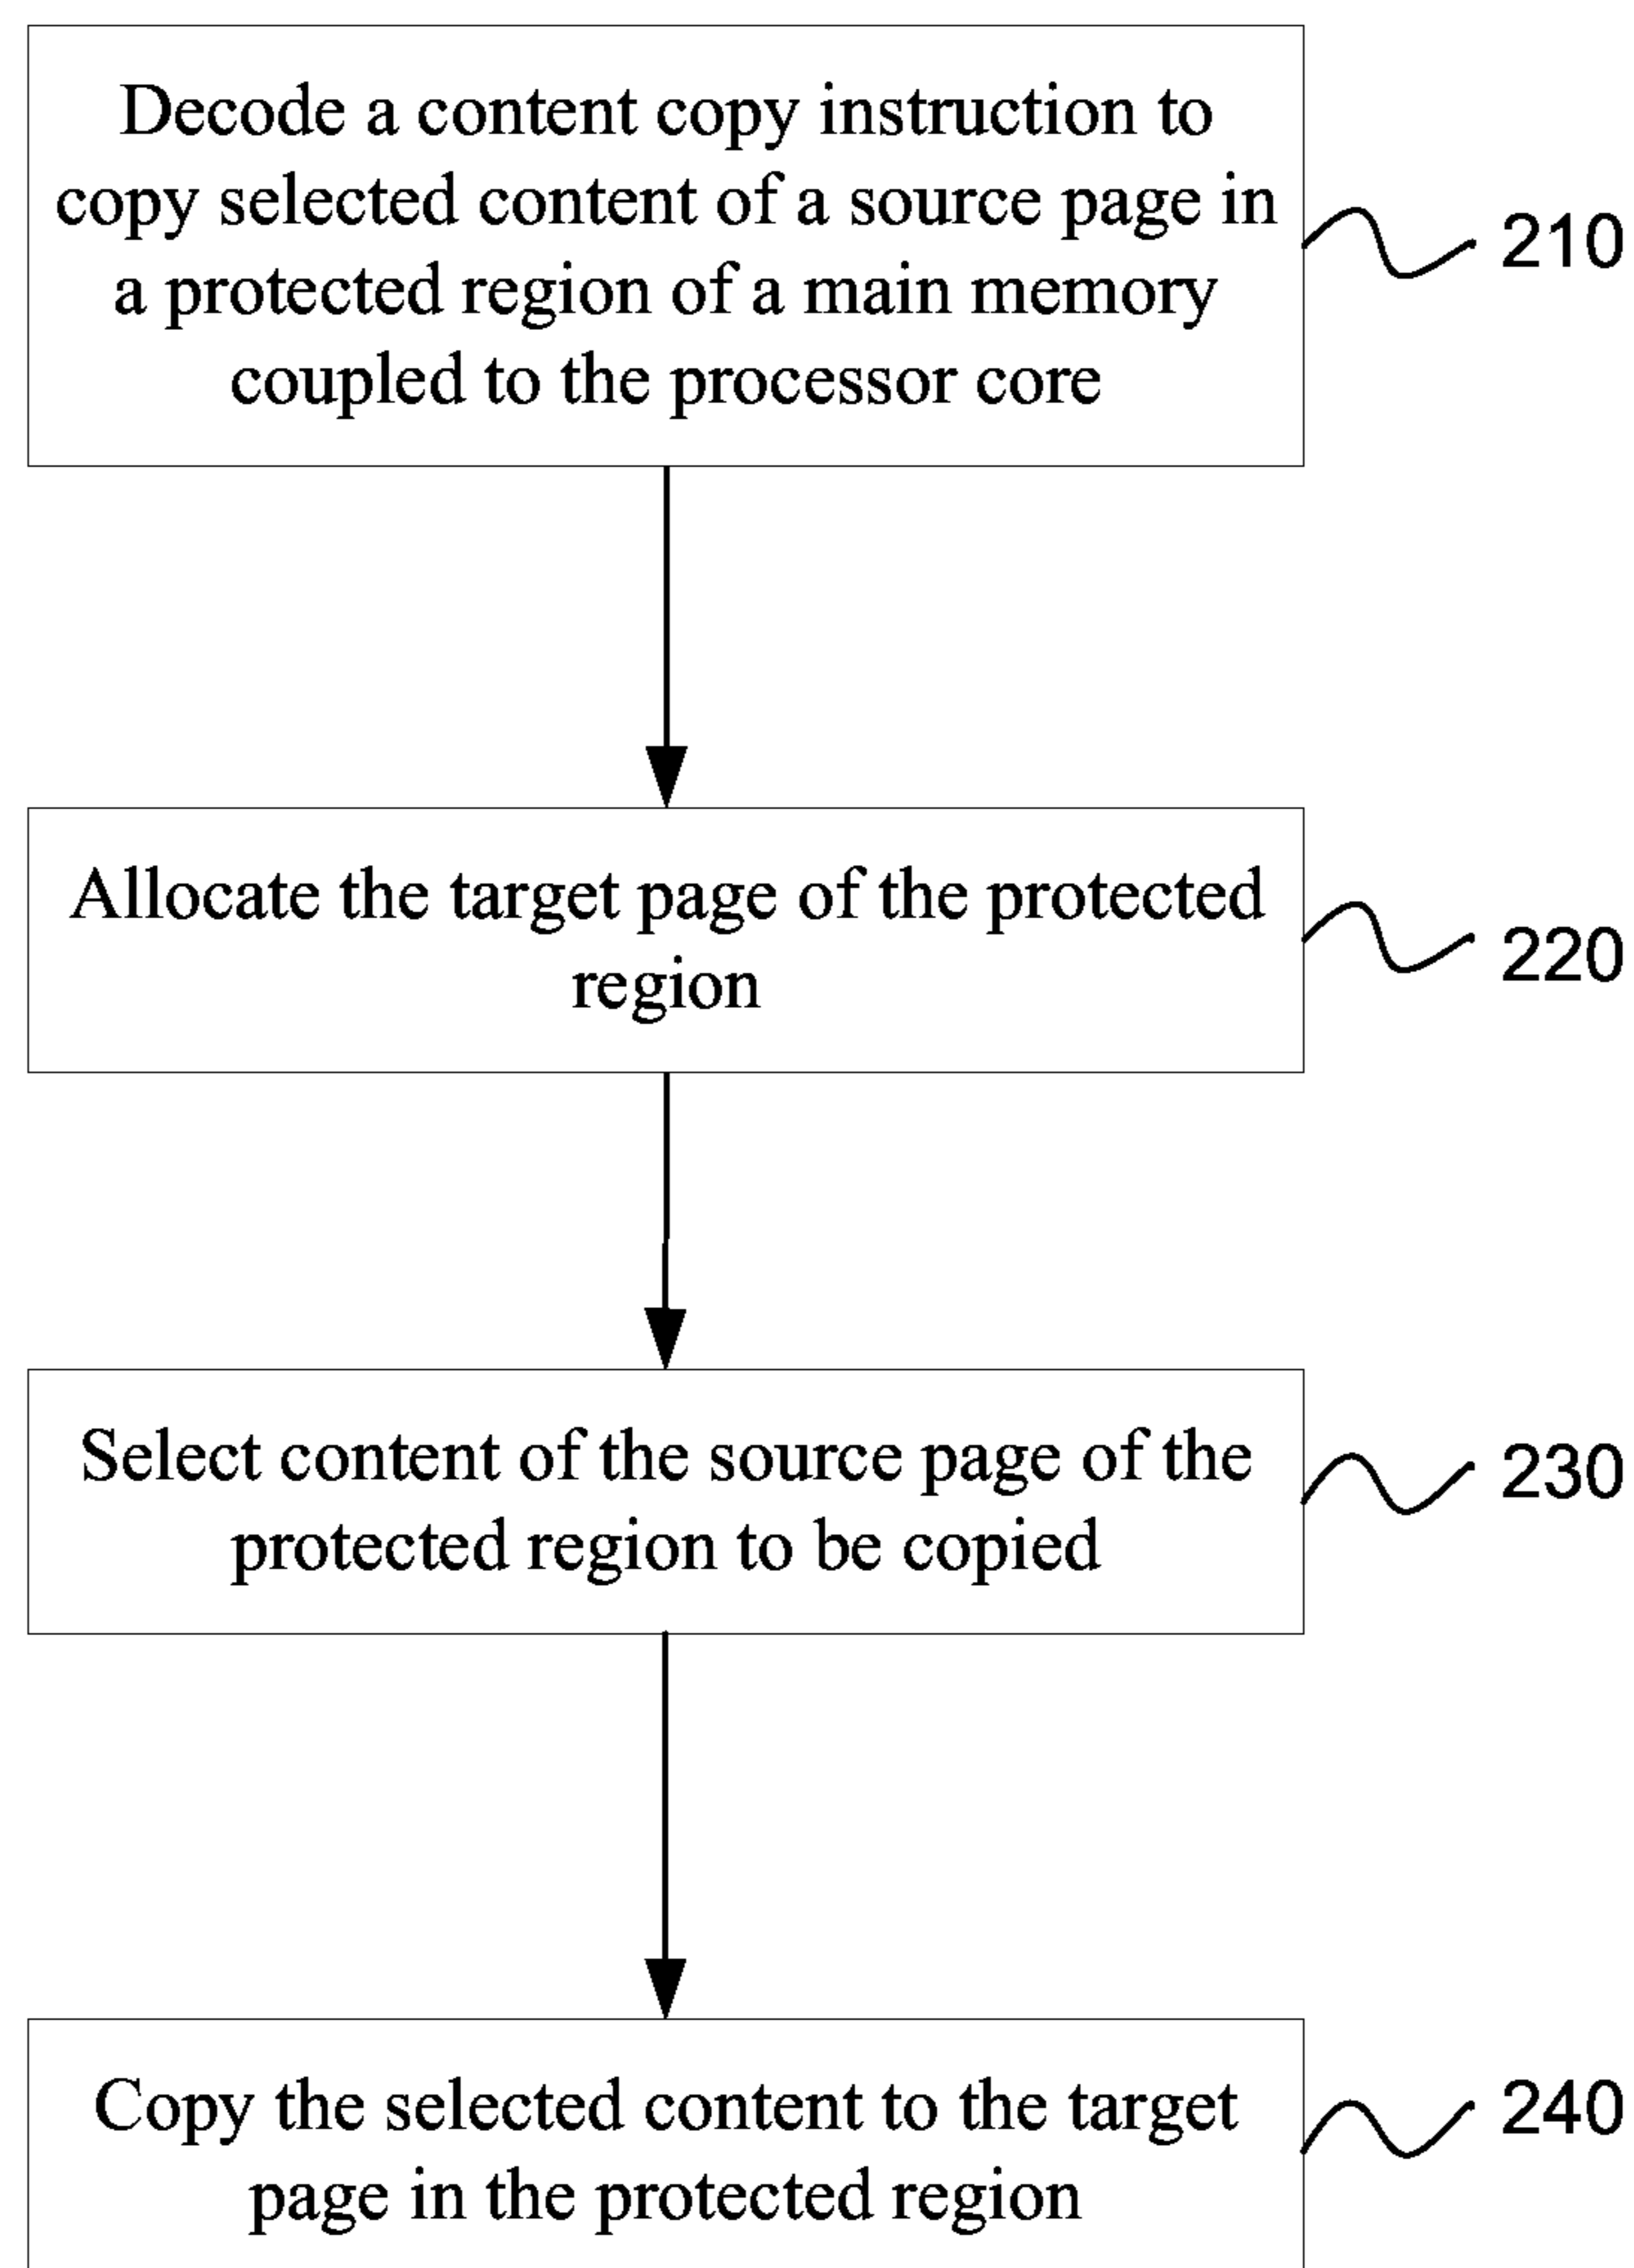 Decode a content copy instruction to
copy selected content of a source page in
a protected region of a main memory
coupled to the processor core
210
Allocate the target page of the protected
region
220
Select content of the source page of the
protected region to be copied
230
Copy the selected content to the target
page in the protected region
240